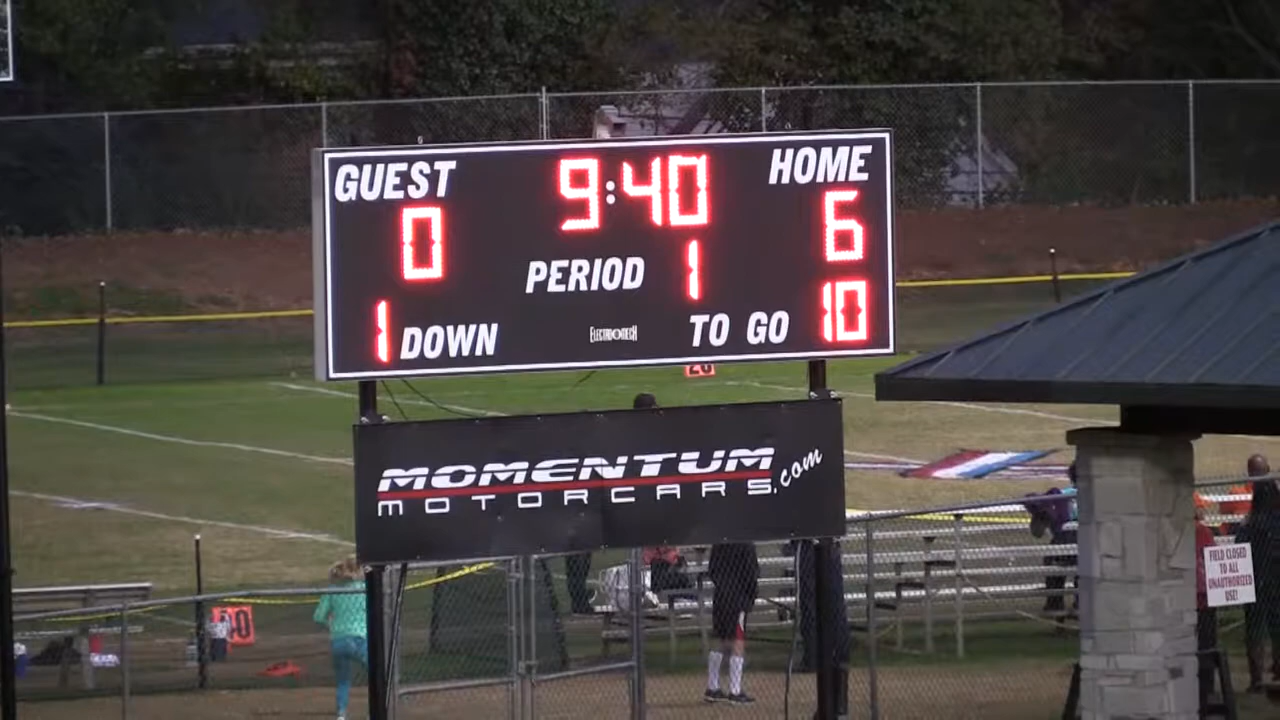 GUEST 9:40 HOME
0 6
PERIOD 1
1 DOWN TO GO 10
ELECTRO-MECH
20
MOMENTUM
MOTORCARS.com
FIELD CLOSED
TO ALL
UNAUTHORIZED
USE!